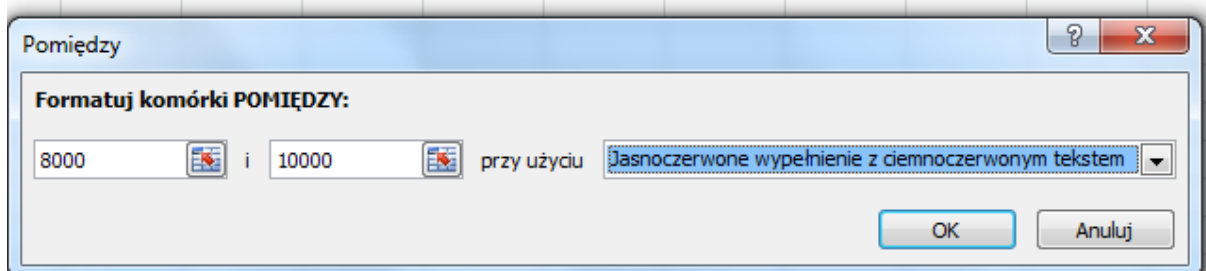 Pomiędzy
Formatuj komórki POMIĘDZY:
8000 i 10000 przy użyciu Jasnoczerwone wypełnienie z ciemnoczerwonym tekstem
OK Anuluj